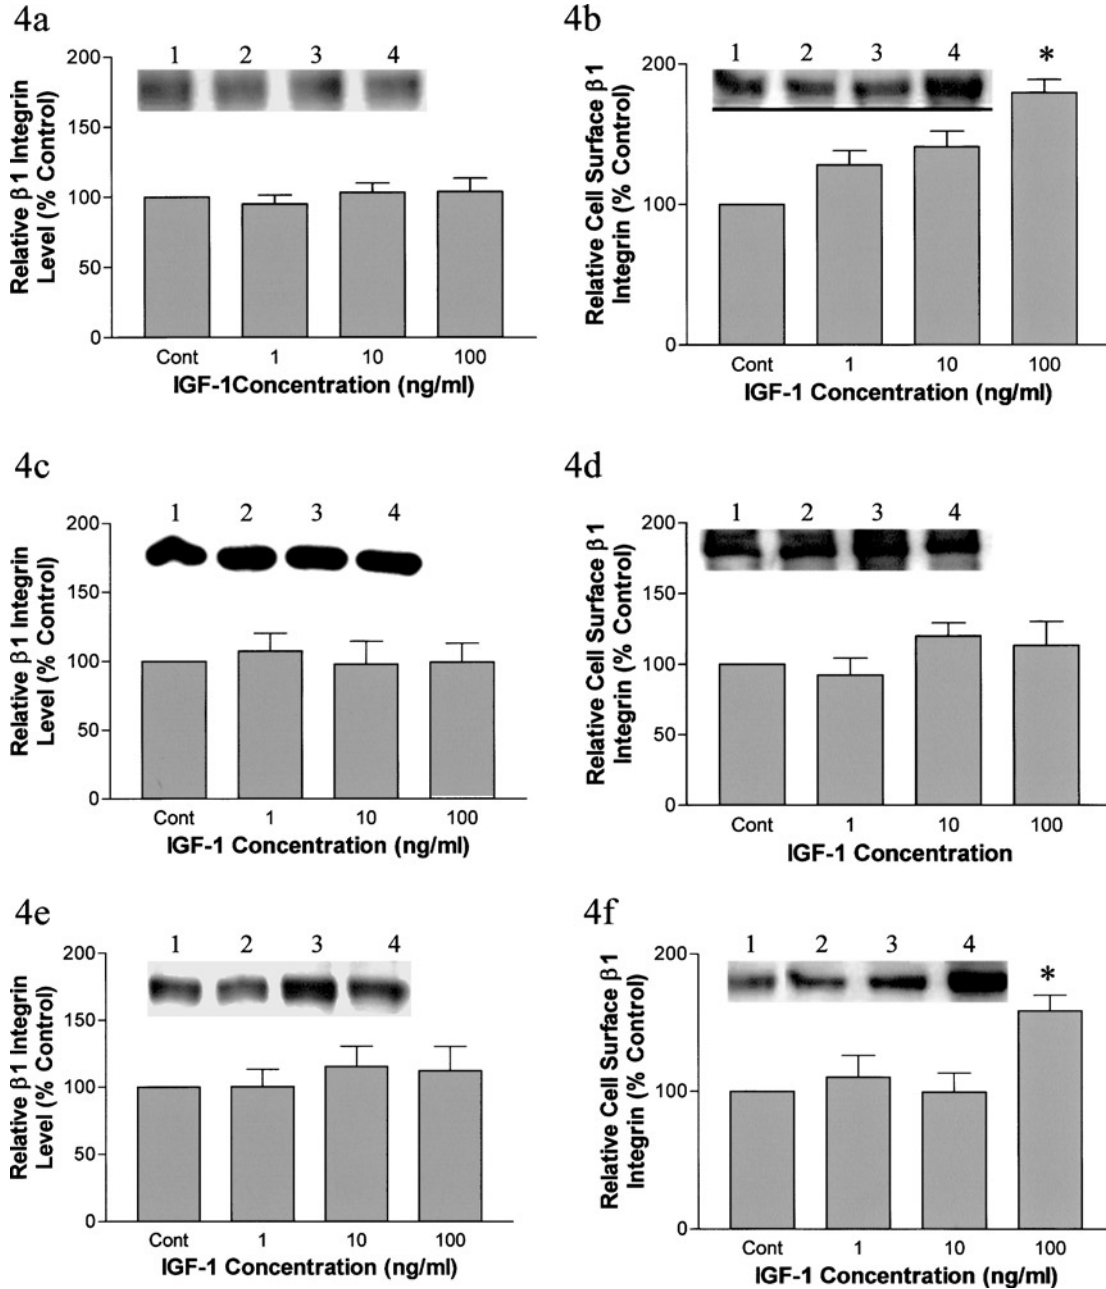 4a
1 2 3 4
Relative β1 Integrin
Level (% Control)
200
150
100
50
0
Cont 1 10 100
IGF-1Concentration (ng/ml)
4b
1 2 3 4
*
Relative Cell Surface β1
Integrin (% Control)
200
100
0
Cont 1 10 100
IGF-1 Concentration (ng/ml)
4c
1 2 3 4
Relative β1 Integrin
Level (% Control)
200
150
100
50
0
Cont 1 10 100
IGF-1 Concentration (ng/ml)
4d
1 2 3 4
Relative Cell Surface β1
Integrin (% Control)
200
150
100
50
0
Cont 1 10 100
IGF-1 Concentration
4e
1 2 3 4
Relative β1 Integrin
Level (% Control)
200
150
100
50
0
Cont 1 10 100
IGF-1 Concentration (ng/ml)
4f
1 2 3 4
*
Relative Cell Surface β1
Integrin (% Control)
200
100
0
Cont 1 10 100
IGF-1 Concentration (ng/ml)